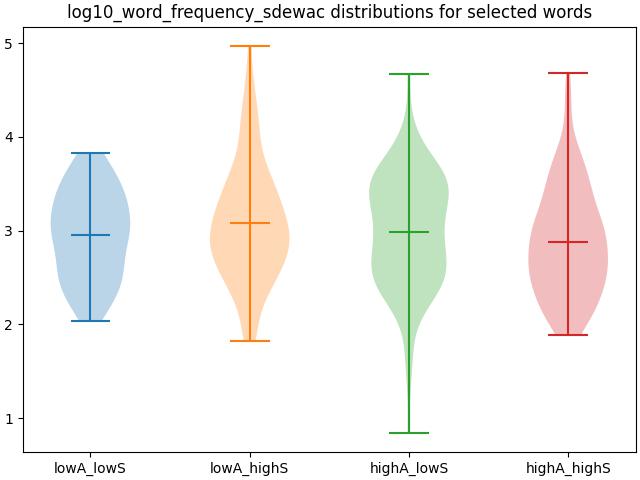 log10_word_frequency_sdewac distributions for selected words
5
4
3
2
1
lowA_lowS
lowA_highS
highA_lowS
highA_highS